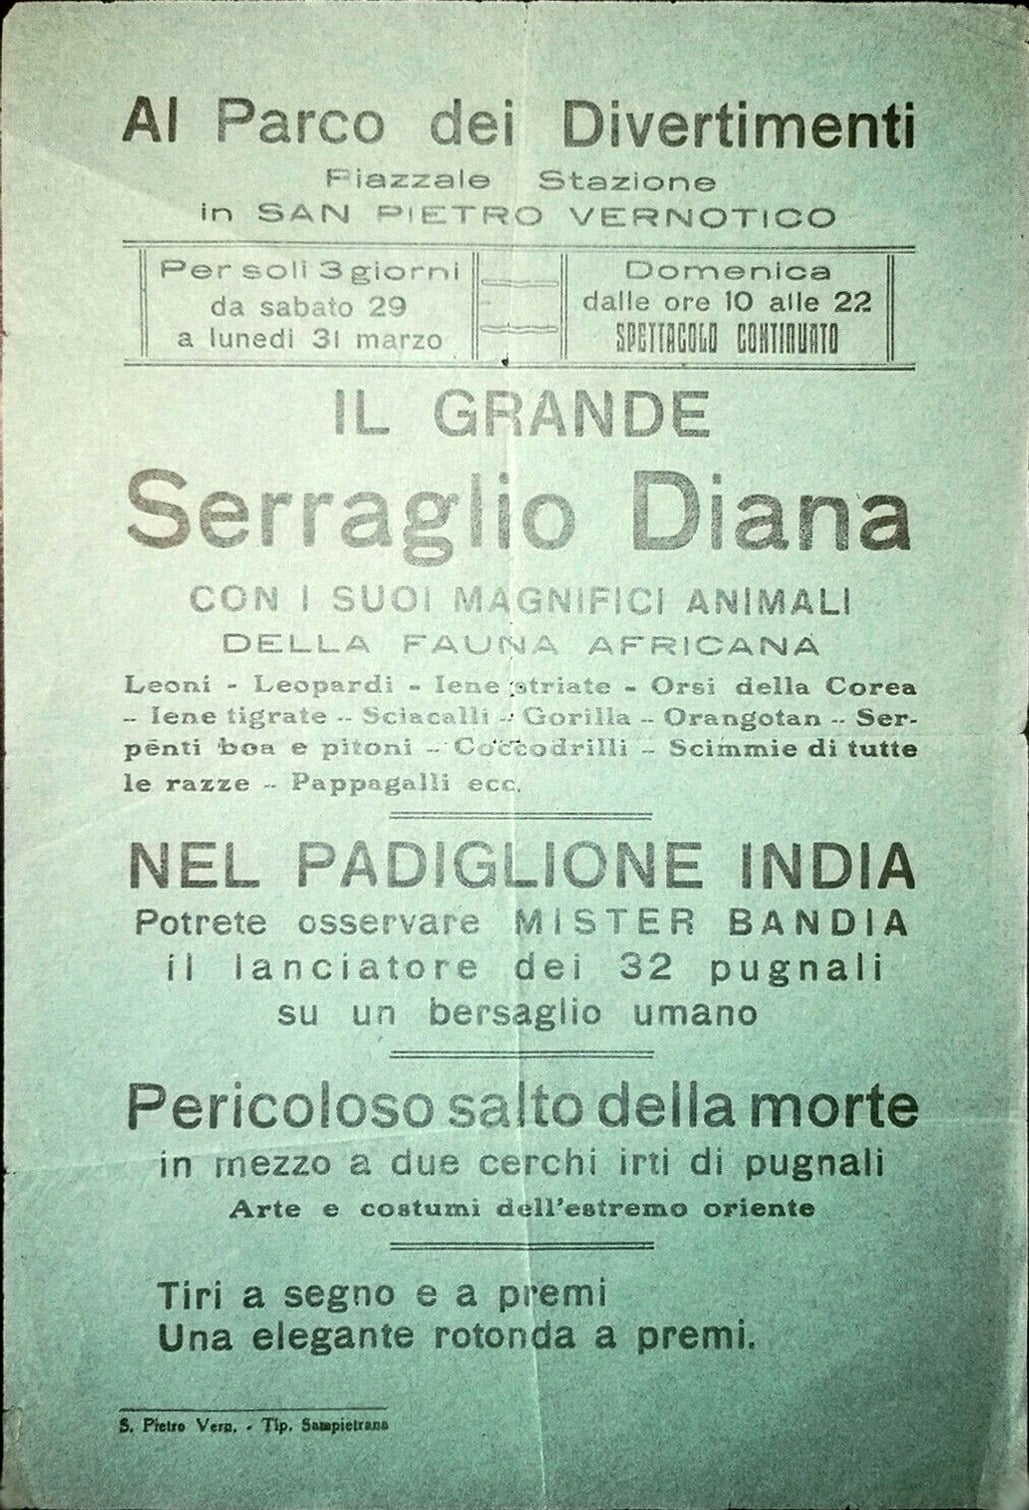 Al Parco dei Divertimenti
Piazzale Stazione
in SAN PIETRO VERNOTICO
Per soli 3 giorni
da sabato 29
a lunedi 31 marzo
Domenica
dalle ore 10 alle 22
SPETTACOLO CONTINUATO
IL GRANDE
Serraglio Diana
CON I SUOI MAGNIFICI ANIMALI
DELLA FAUNA AFRICANA
Leoni - Leopardi - Iene striate - Orsi della Corea
- Iene tigrate - Sciacalli - Gorilla - Orangotan - Ser-
penti boa e pitoni - Coccodrilli - Scimmie di tutte
le razze - Pappagalli ecc.
NEL PADIGLIONE INDIA
Potrete osservare MISTER BANDIA
il lanciatore dei 32 pugnali
su un bersaglio umano
Pericoloso salto della morte
in mezzo a due cerchi irti di pugnali
Arte e costumi dell'estremo oriente
Tiri a segno e a premi
Una elegante rotonda a premi.
S. Pietro Vern. - Tip. Sampietrana